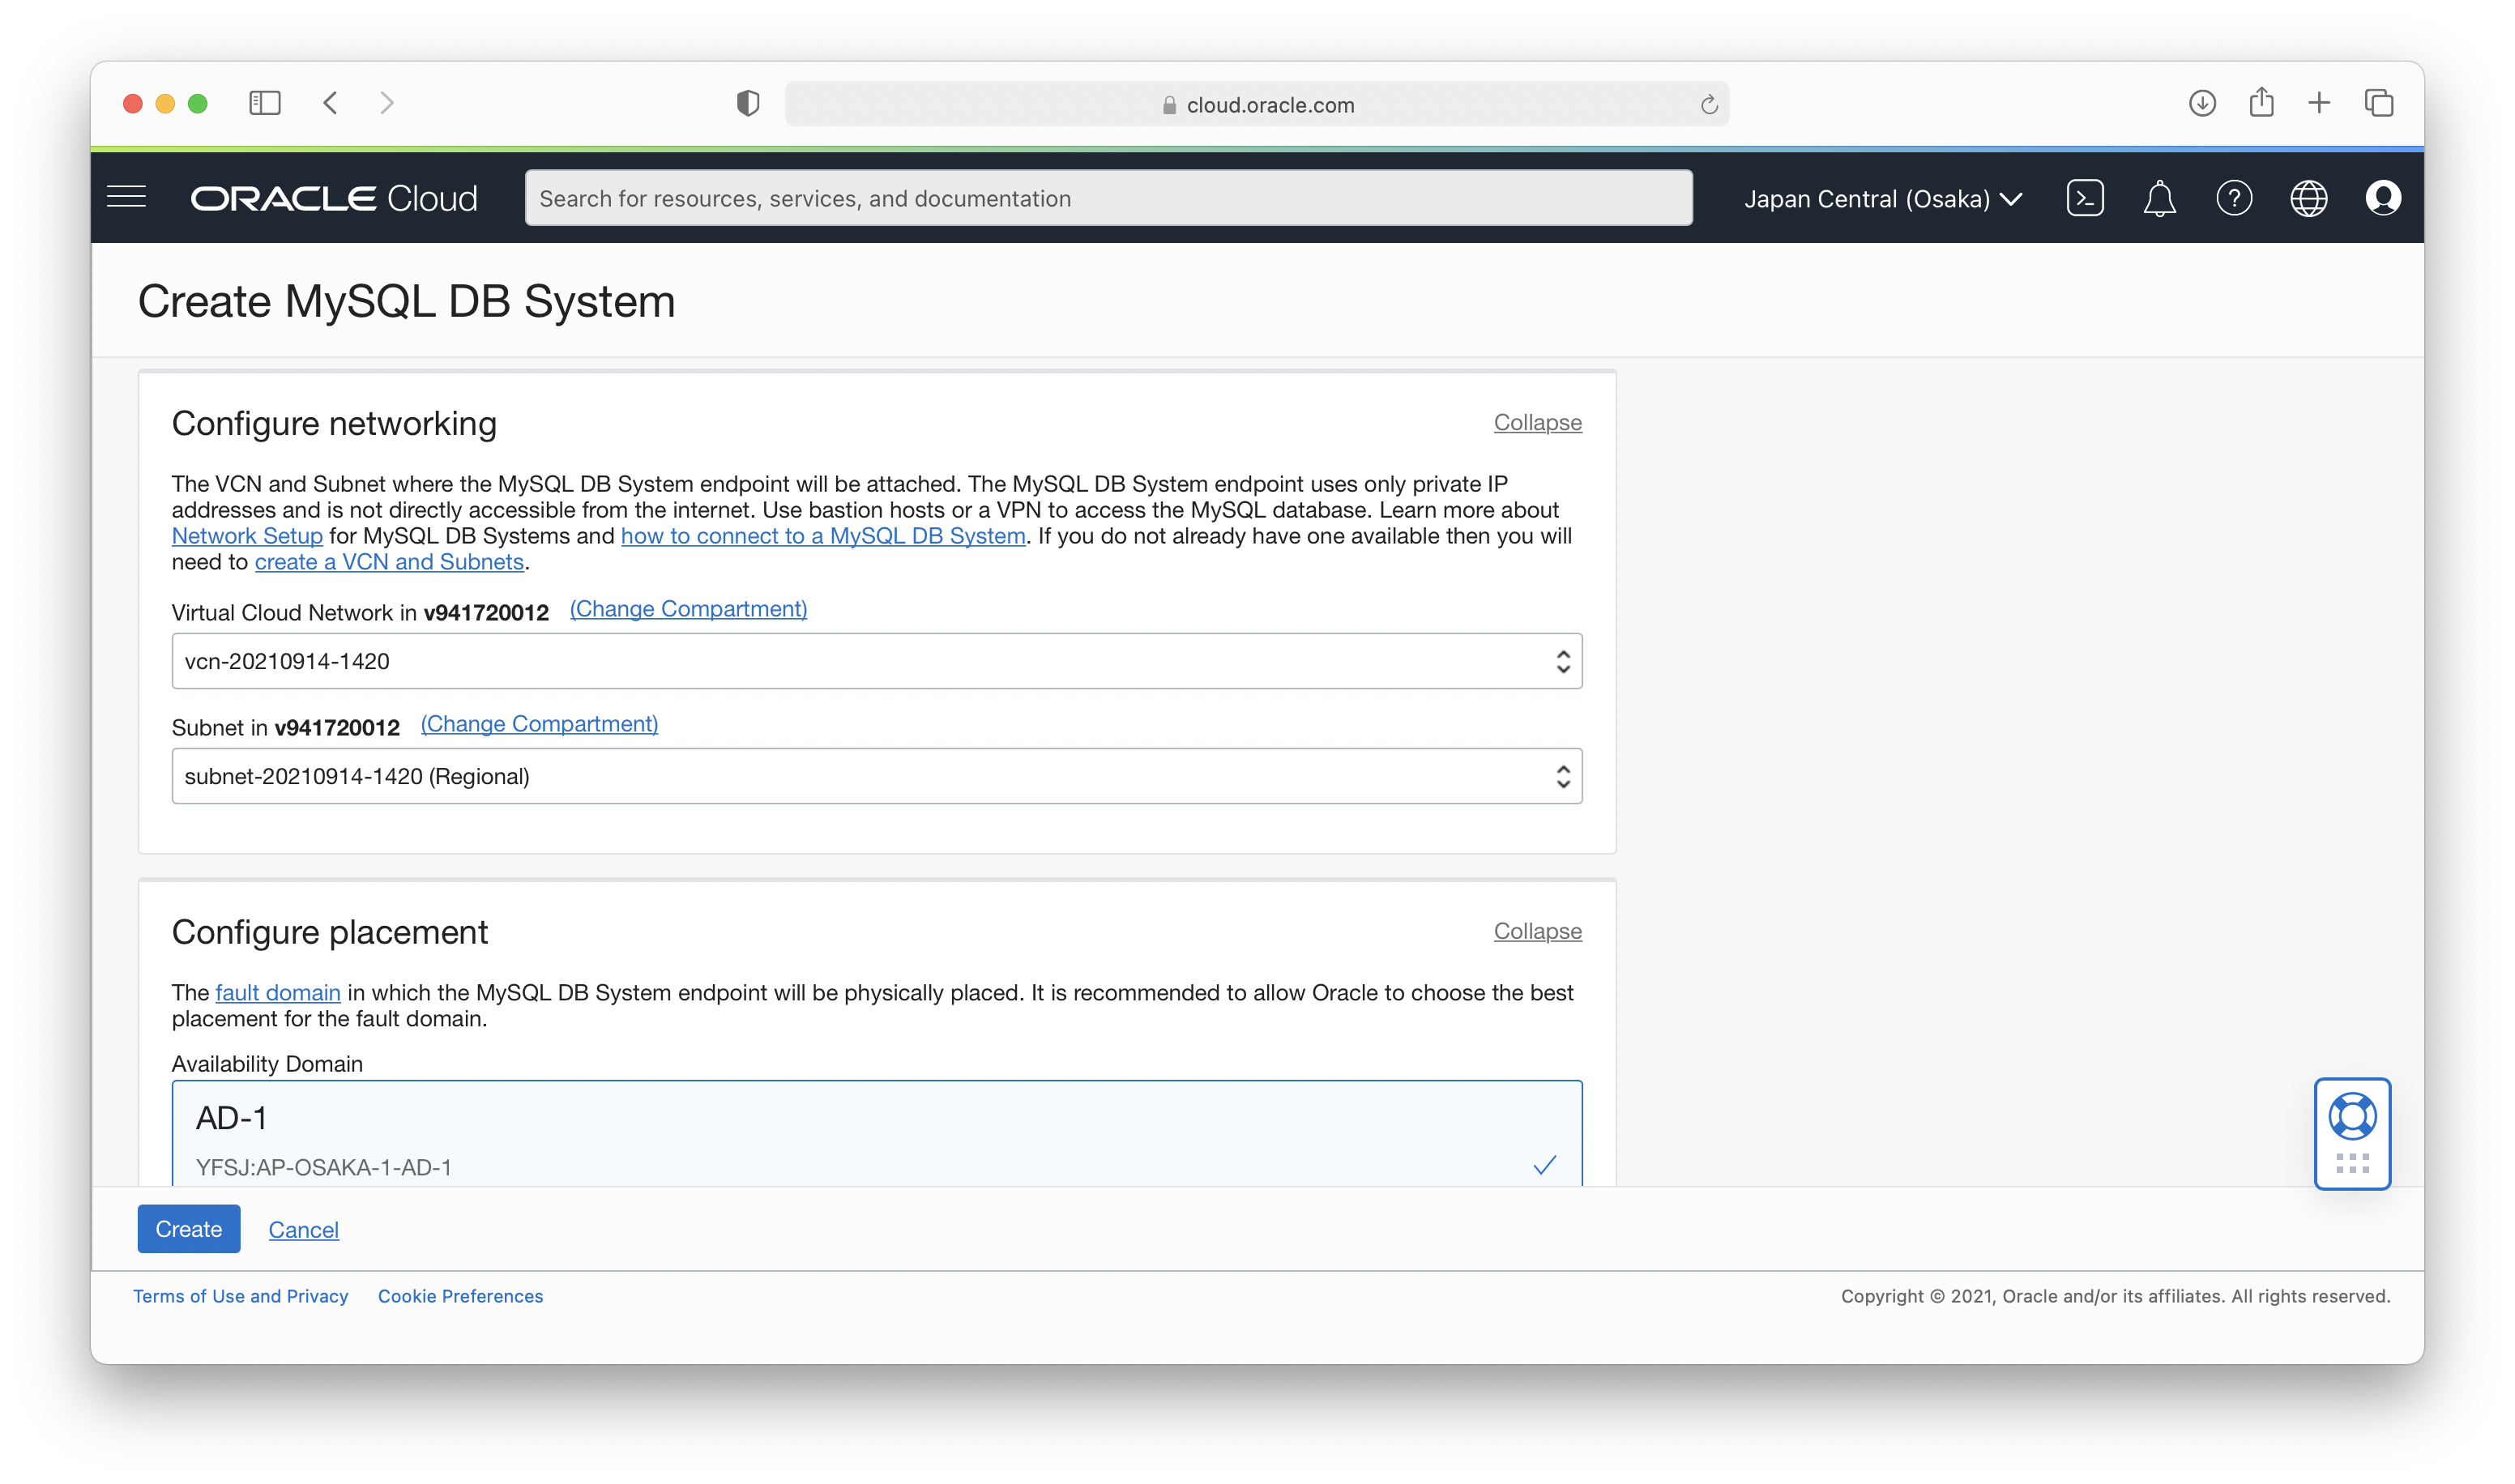 cloud.oracle.com
ORACLE Cloud
Search for resources, services, and documentation
Japan Central (Osaka)
Create MySQL DB System
Configure networking
Collapse
The VCN and Subnet where the MySQL DB System endpoint will be attached. The MySQL DB System endpoint uses only private IP
addresses and is not directly accessible from the internet. Use bastion hosts or a VPN to access the MySQL database. Learn more about
Network Setup for MySQL DB Systems and how to connect to a MySQL DB System. If you do not already have one available then you will
need to create a VCN and Subnets.
Virtual Cloud Network in v941720012 (Change Compartment)
vcn-20210914-1420
Subnet in v941720012 (Change Compartment)
subnet-20210914-1420 (Regional)
Configure placement
Collapse
The fault domain in which the MySQL DB System endpoint will be physically placed. It is recommended to allow Oracle to choose the best
placement for the fault domain.
Availability Domain
AD-1
YFSJ:AP-OSAKA-1-AD-1
Create Cancel
Terms of Use and Privacy Cookie Preferences
Copyright © 2021, Oracle and/or its affiliates. All rights reserved.